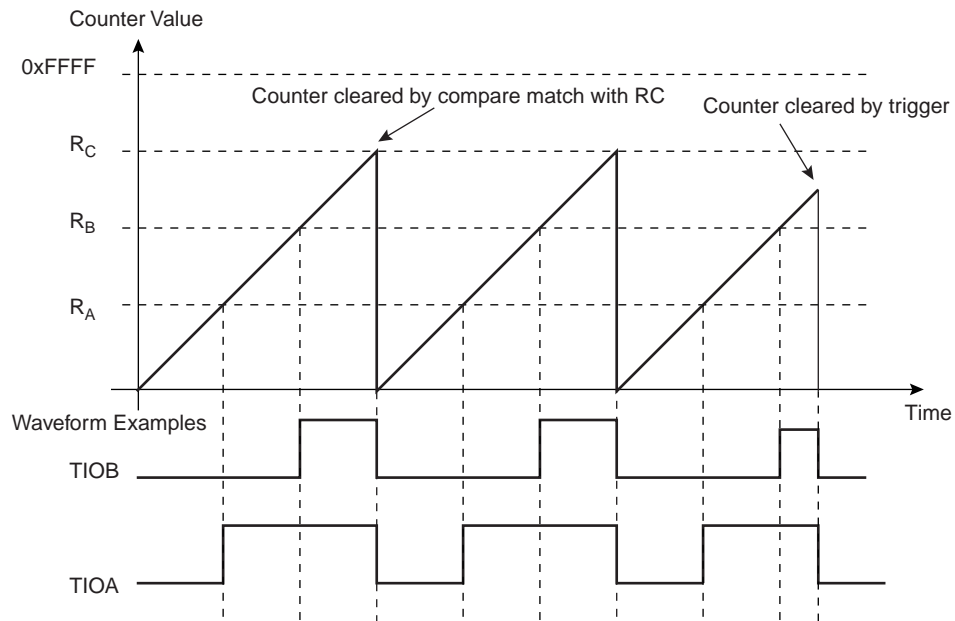 Counter Value
0xFFFF
Counter cleared by compare match with RC
Counter cleared by trigger
RC
RB
RA
Time
Waveform Examples
TIOB
TIOA